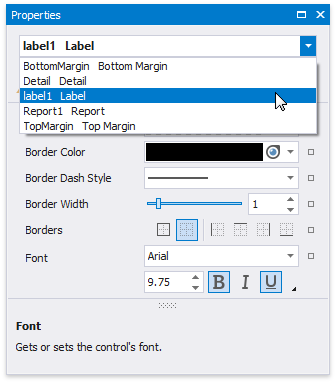 Properties
label1 Label
BottomMargin Bottom Margin
Detail Detail
label1 Label
Report1 Report
TopMargin Top Margin
Border Color
Border Dash Style
Border Width 1
Borders
Font Arial
9.75 B I U
Font
Gets or sets the control's font.